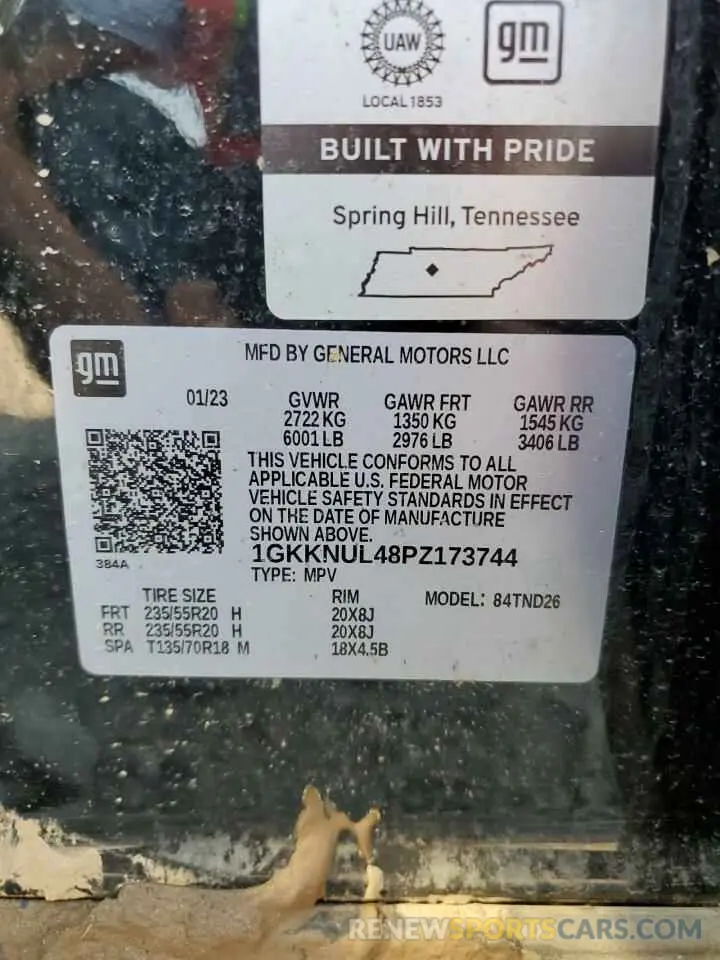 UAW
gm
LOCAL 1853
BUILT WITH PRIDE
Spring Hill, Tennessee
gm
MFD BY GENERAL MOTORS LLC
01/23 GVWR GAWR FRT GAWR RR
2722 KG 1350 KG 1545 KG
6001 LB 2976 LB 3406 LB
THIS VEHICLE CONFORMS TO ALL
APPLICABLE U.S. FEDERAL MOTOR
VEHICLE SAFETY STANDARDS IN EFFECT
ON THE DATE OF MANUFACTURE
SHOWN ABOVE.
384A
1GKKNUL48PZ173744
TYPE: MPV
TIRE SIZE RIM MODEL: 84TND26
FRT 235/55R20 H 20X8J
RR 235/55R20 H 20X8J
SPA T135/70R18 M 18X4.5B
RENEWSPORTSCARS.COM